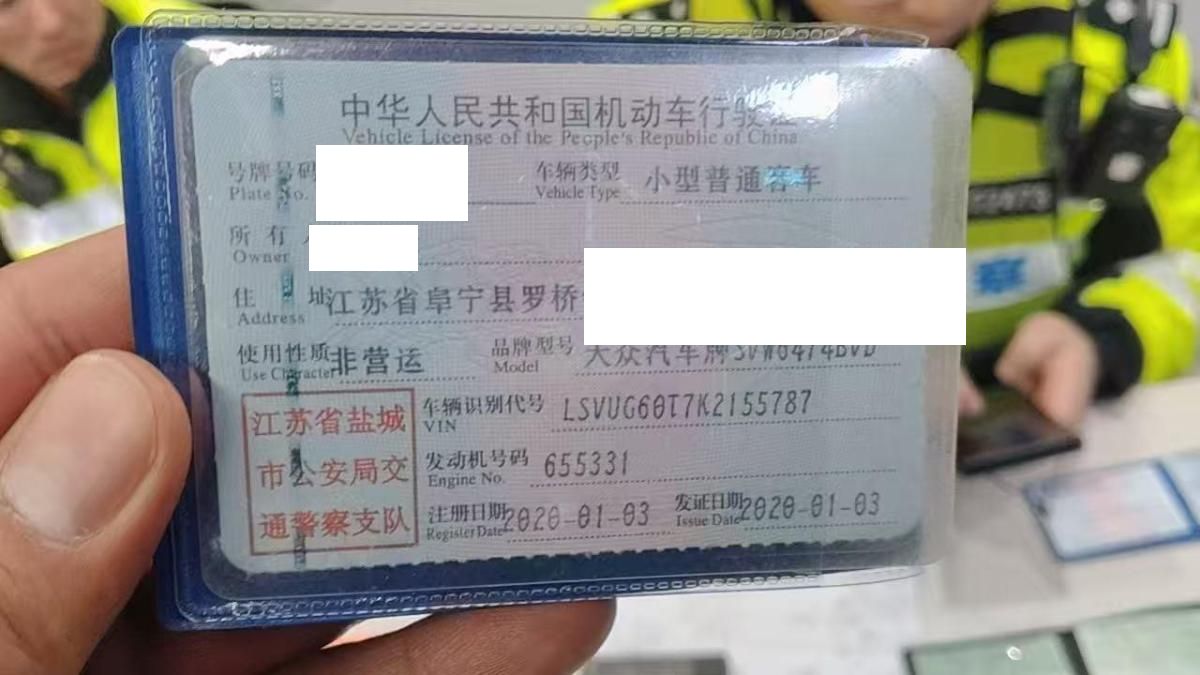 中华人民共和国机动车行驶证
Vehicle License of the People's Republic of China
号牌号码
Plate No.
车辆类型 小型普通客车
Vehicle Type
所有人
Owner
住址 江苏省阜宁县罗桥
Address
使用性质 非营运
Use Character
品牌型号 大众汽车牌SVW6474BVD
Model
江苏省盐城
市公安局交
通警察支队
车辆识别代号 LSVUG60T7K2155787
VIN
发动机号码 655331
Engine No.
注册日期 2020-01-03
Register Date
发证日期 2020-01-03
Issue Date
察